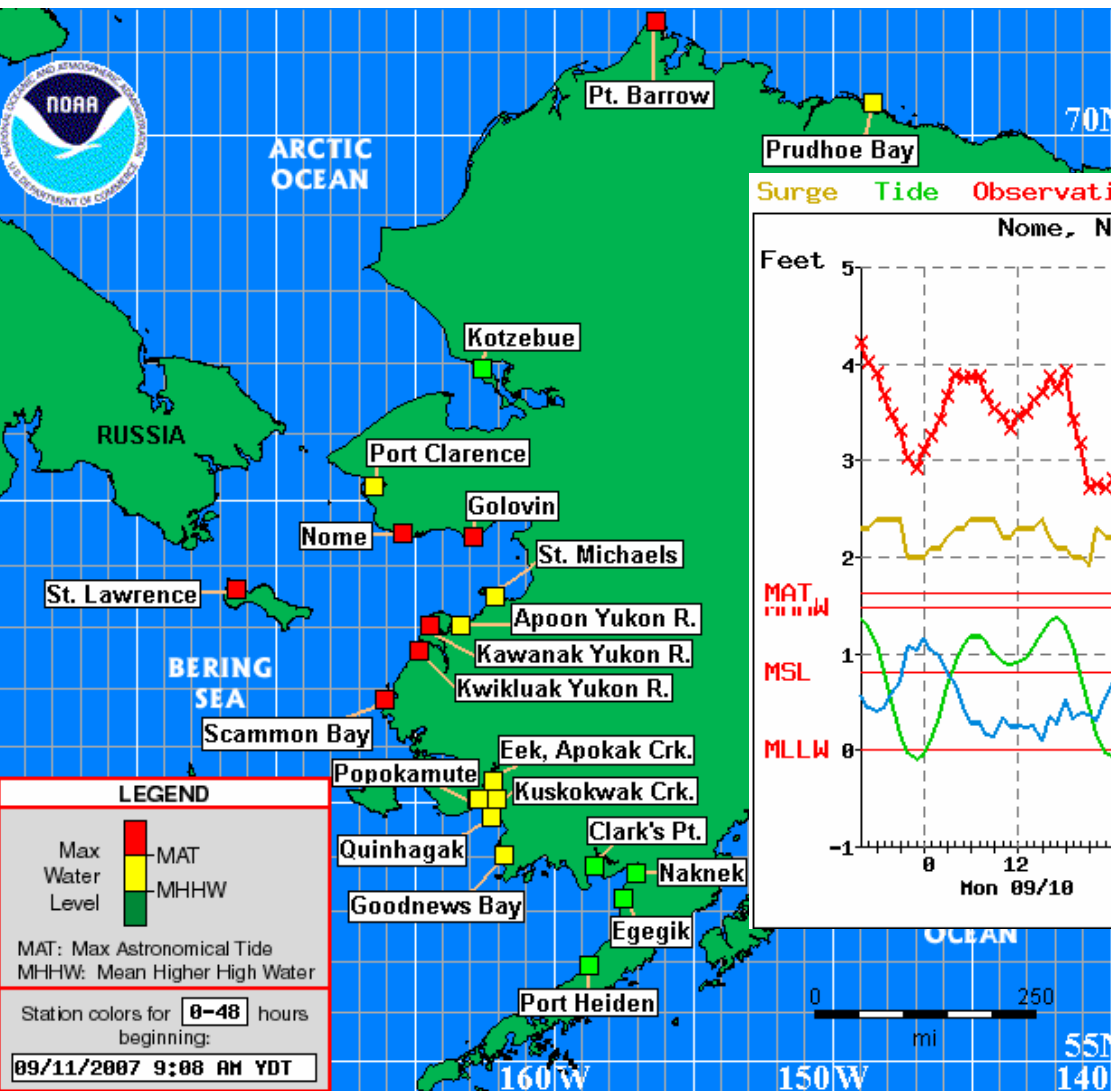 NATIONAL OCEANIC AND ATMOSPHERIC ADMINISTRATION
NOAA
U.S. DEPARTMENT OF COMMERCE
Pt. Barrow
Prudhoe Bay
70N
ARCTIC
OCEAN
Kotzebue
RUSSIA
Port Clarence
Golovin
Nome
St. Michaels
St. Lawrence
Apoon Yukon R.
Kawanak Yukon R.
BERING
SEA
Kwikluak Yukon R.
Scammon Bay
Eek, Apokak Crk.
Popokamute
Kuskokwak Crk.
Clark's Pt.
Quinhagak
Naknek
Goodnews Bay
Egegik
Port Heiden
OCEAN
0 250
mi
55N
160W 150W 140
Surge Tide Observati
Nome, N
Feet
5
4
3
2
MAT
MHHW
1
MSL
MLLW 0
-1
0 12
Mon 09/10
LEGEND
Max
Water
Level
MAT
MHHW
MAT: Max Astronomical Tide
MHHW: Mean Higher High Water
Station colors for 0-48 hours
beginning:
09/11/2007 9:08 AM YDT